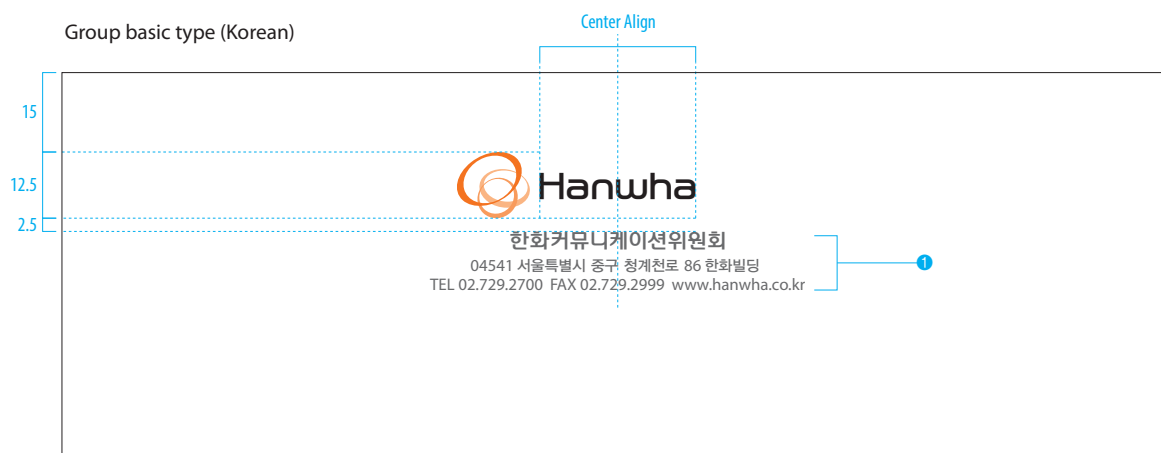 Group basic type (Korean)
Center Align
15
12.5
2.5
Hanwha
한화커뮤니케이션위원회
04541 서울특별시 중구 청계천로 86 한화빌딩
TEL 02.729.2700 FAX 02.729.2999 www.hanwha.co.kr
1